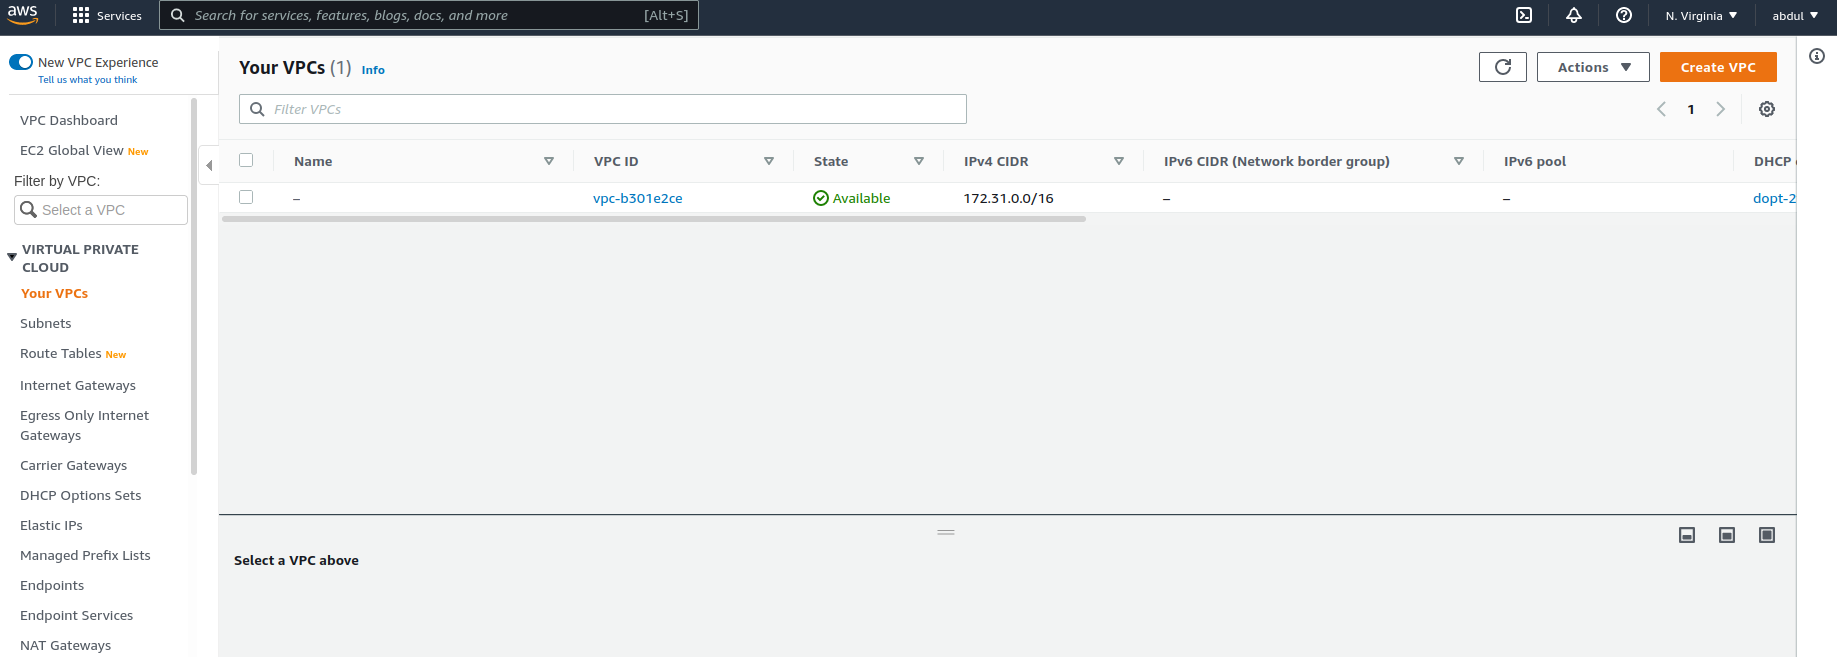 aws
Services
Search for services, features, blogs, docs, and more [Alt+S]
N. Virginia
abdul
New VPC Experience
Tell us what you think
VPC Dashboard
EC2 Global View New
Filter by VPC:
Select a VPC
VIRTUAL PRIVATE
CLOUD
Your VPCs
Subnets
Route Tables New
Internet Gateways
Egress Only Internet
Gateways
Carrier Gateways
DHCP Options Sets
Elastic IPs
Managed Prefix Lists
Endpoints
Endpoint Services
NAT Gateways
Your VPCs (1) Info
Actions
Create VPC
Filter VPCs
1
Name VPC ID State IPv4 CIDR IPv6 CIDR (Network border group) IPv6 pool DHCP
– vpc-b301e2ce Available 172.31.0.0/16 – – dopt-2
Select a VPC above